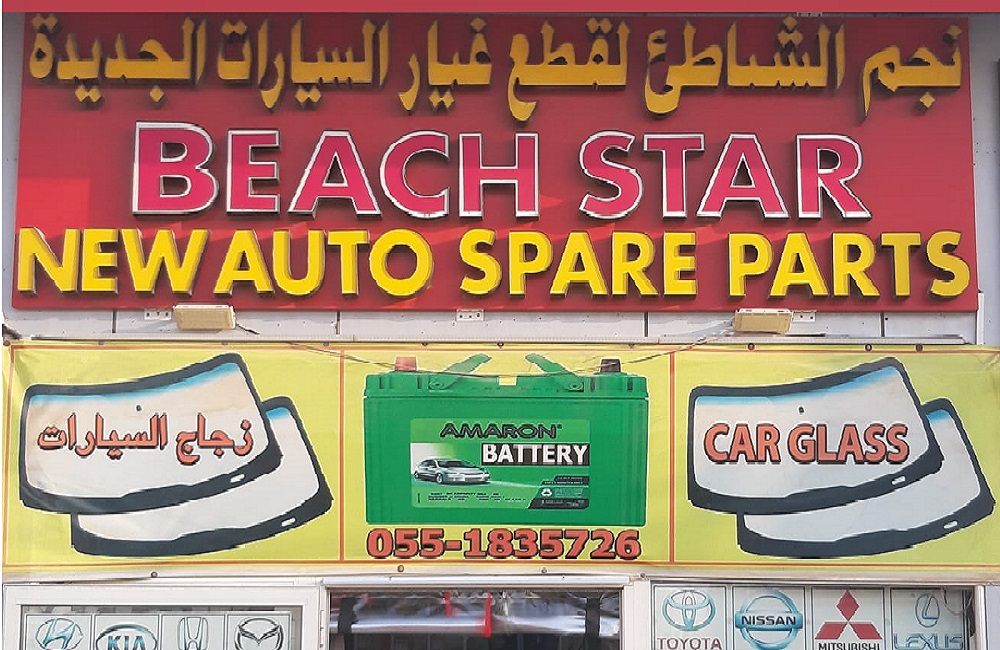 نجم الشاطئ لقطع غيار السيارات الجديدة
BEACH STAR
NEW AUTO SPARE PARTS
زجاج السيارات
AMARON
BATTERY
CAR GLASS
055-1835726
KIA
TOYOTA
NISSAN
MITSUBISHI
LEXUS